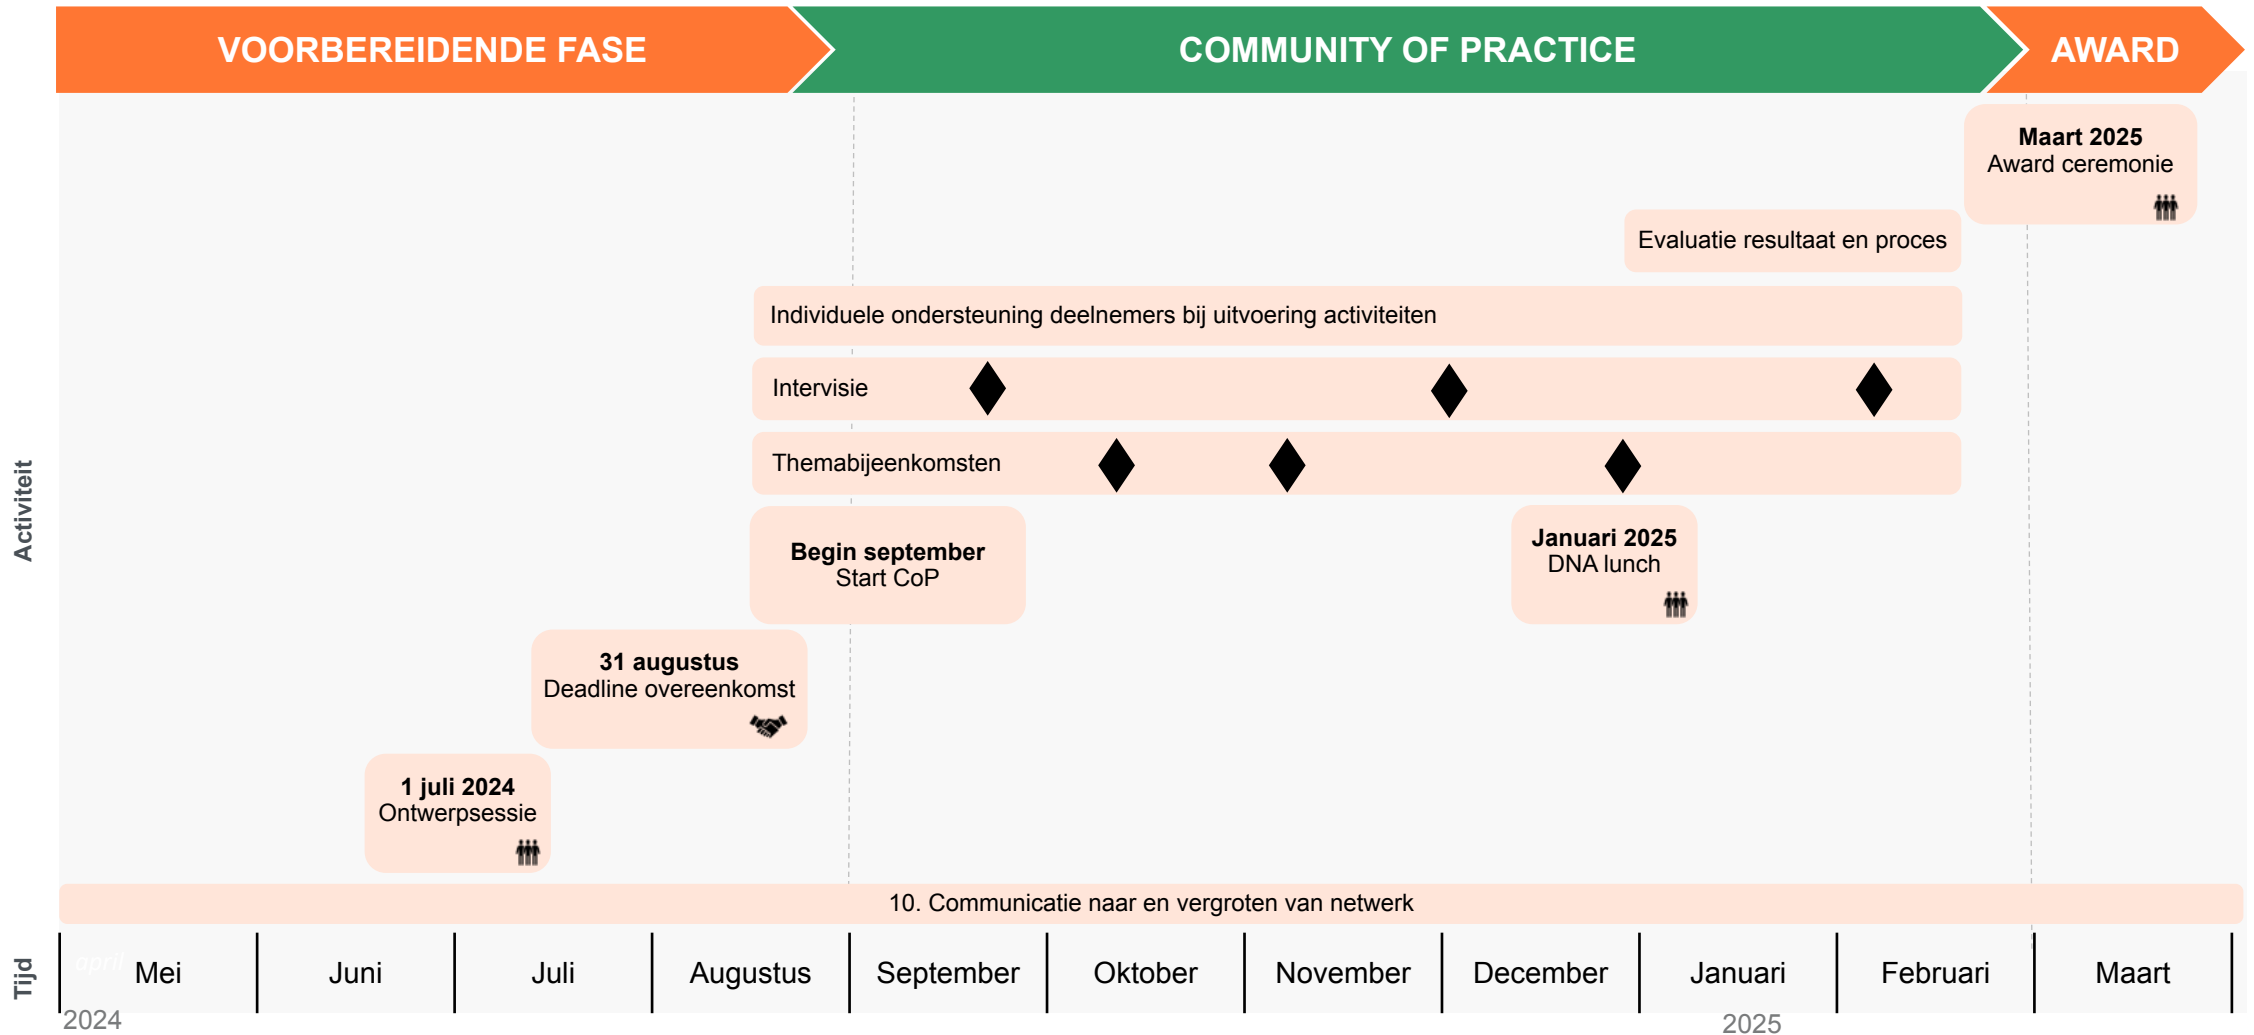 VOORBEREIDENDE FASE
COMMUNITY OF PRACTICE
AWARD
Maart 2025
Award ceremonie
Evaluatie resultaat en proces
Individuele ondersteuning deelnemers bij uitvoering activiteiten
Intervisie
Themabijeenkomsten
Begin september
Start CoP
Januari 2025
DNA lunch
31 augustus
Deadline overeenkomst
1 juli 2024
Ontwerpsessie
10. Communicatie naar en vergroten van netwerk
Activiteit
Tijd
april
Mei
Juni
Juli
Augustus
September
Oktober
November
December
Januari
Februari
Maart
2024
2025